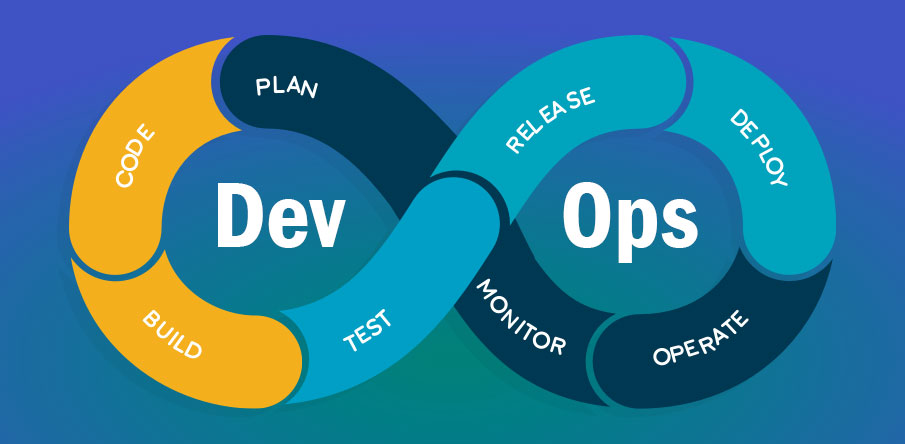 PLAN
CODE
BUILD
TEST
RELEASE
DEPLOY
OPERATE
MONITOR
Dev
Ops